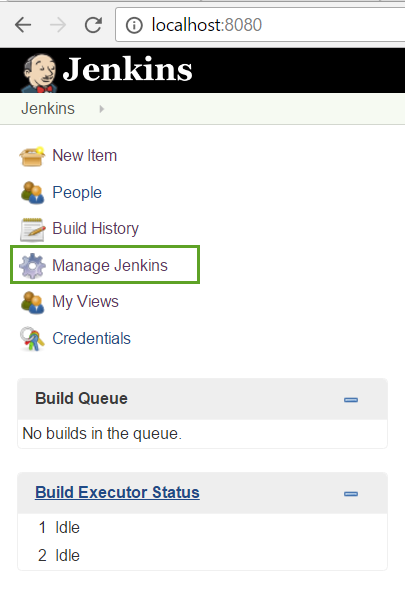 localhost:8080
Jenkins
Jenkins
New Item
People
Build History
Manage Jenkins
My Views
Credentials
Build Queue
No builds in the queue.
Build Executor Status
1 Idle
2 Idle